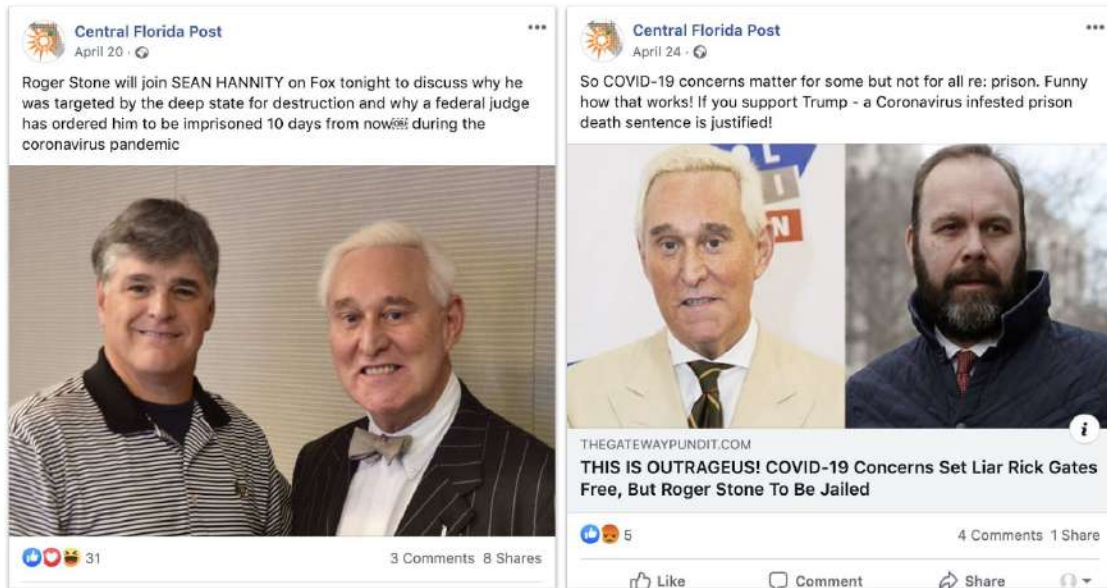 Central Florida Post
April 20 ·
Roger Stone will join SEAN HANNITY on Fox tonight to discuss why he
was targeted by the deep state for destruction and why a federal judge
has ordered him to be imprisoned 10 days from now during the
coronavirus pandemic
31
3 Comments 8 Shares
Central Florida Post
April 24 ·
So COVID-19 concerns matter for some but not for all re: prison. Funny
how that works! If you support Trump - a Coronavirus infested prison
death sentence is justified!
THEGATEWAYPUNDIT.COM
THIS IS OUTRAGEUS! COVID-19 Concerns Set Liar Rick Gates
Free, But Roger Stone To Be Jailed
5
4 Comments 1 Share
Like Comment Share